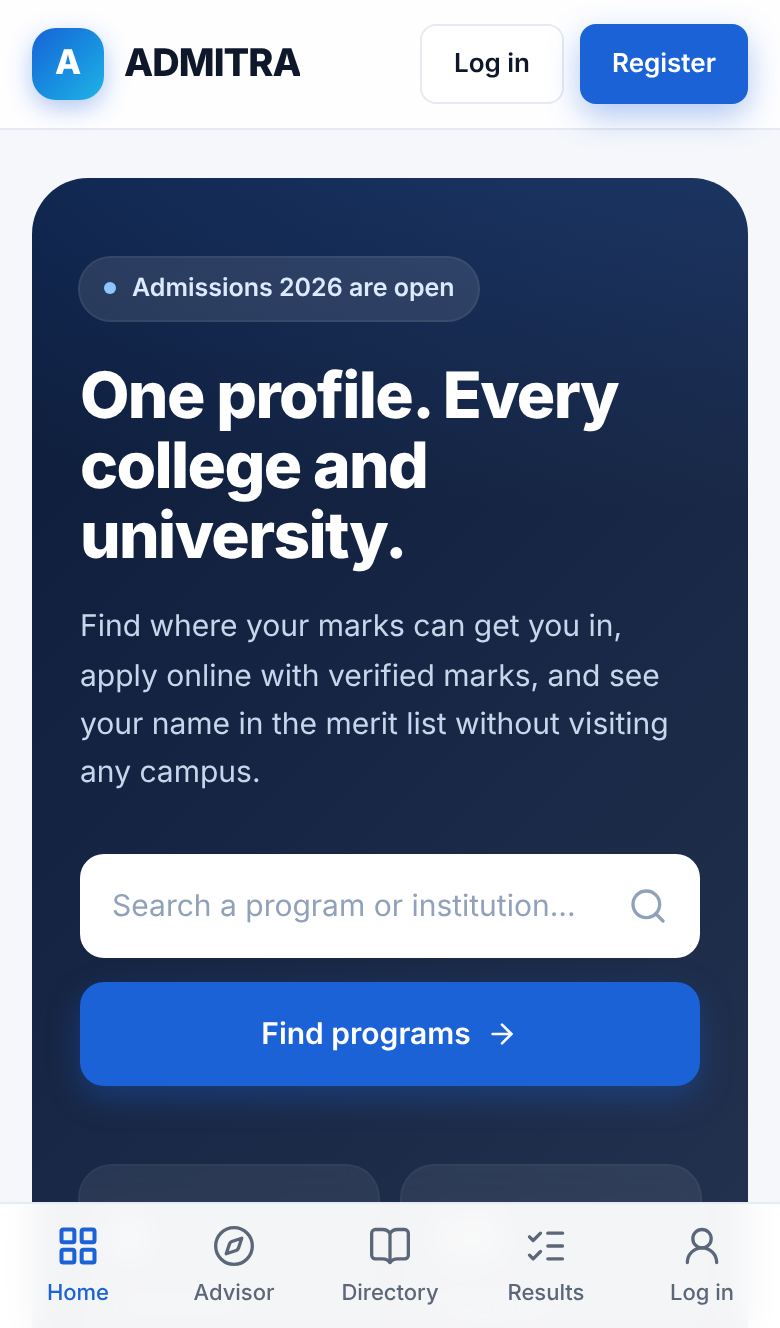 A ADMITRA Log in Register
Admissions 2026 are open
One profile. Every
college and
university.
Find where your marks can get you in,
apply online with verified marks, and see
your name in the merit list without visiting
any campus.
Search a program or institution...
Find programs
Home Advisor Directory Results Log in